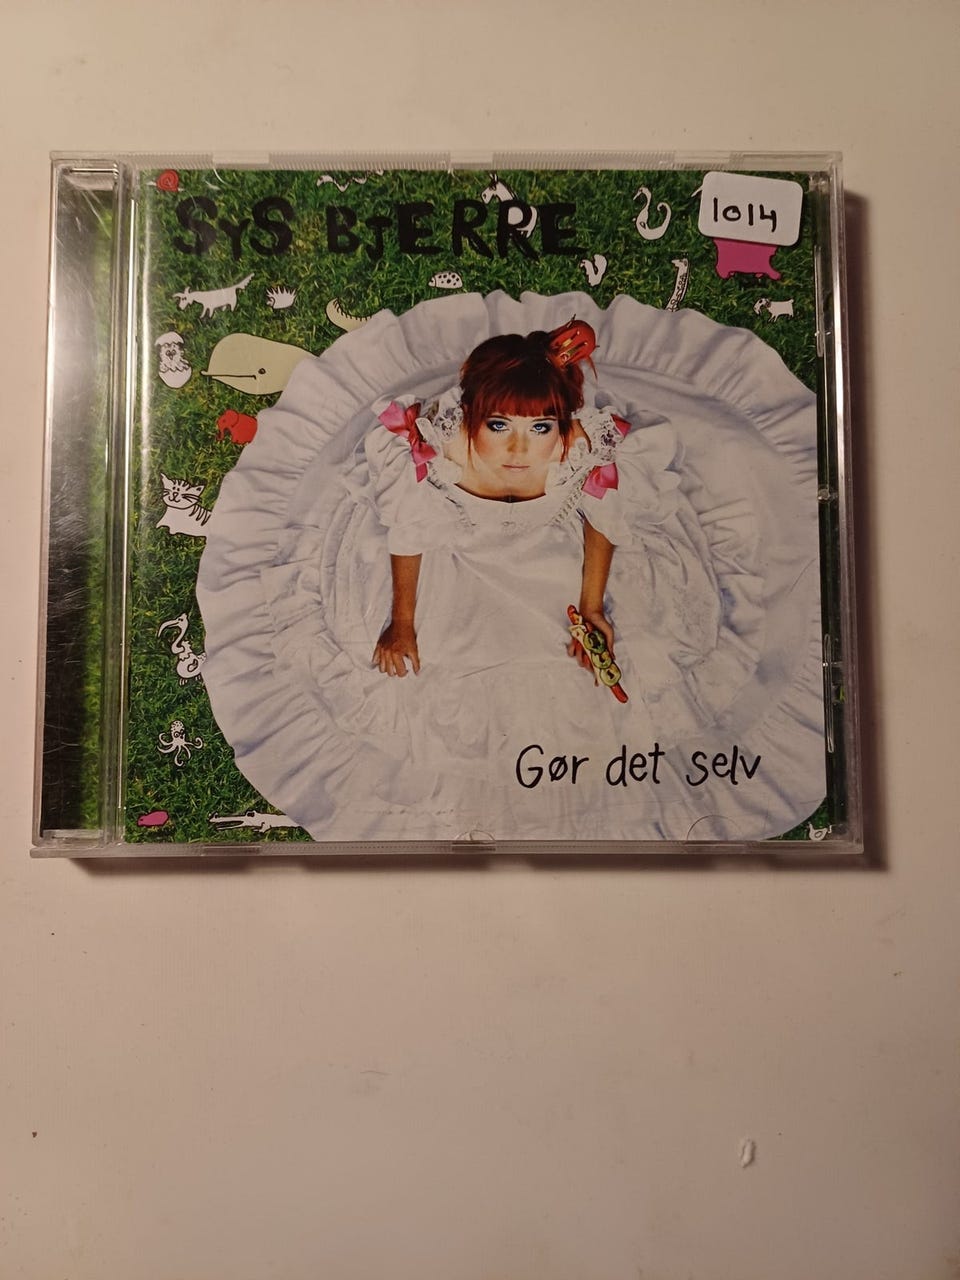 SYS BJERRE
1014
Gør det selv